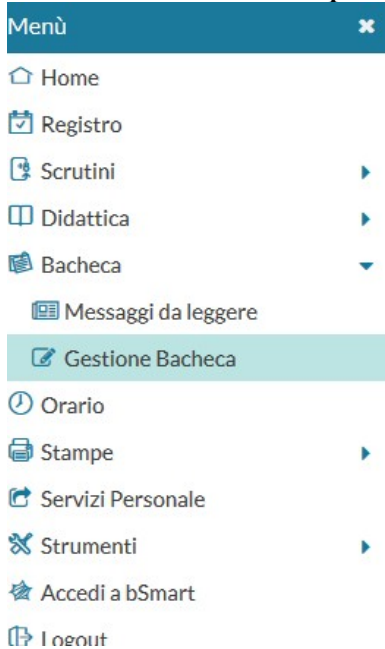 Menù
Home
Registro
Scrutini
Didattica
Bacheca
Messaggi da leggere
Gestione Bacheca
Orario
Stampe
Servizi Personale
Strumenti
Accedi a bSmart
Logout